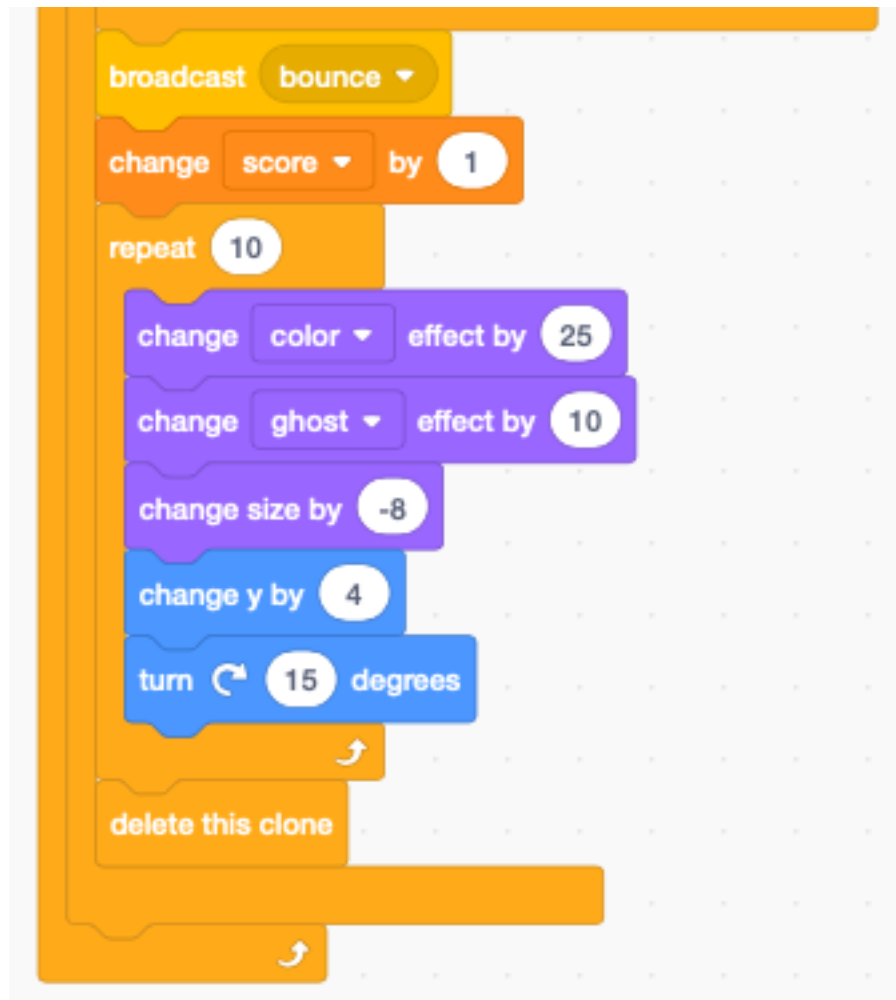 broadcast bounce
change score by 1
repeat 10
change color effect by 25
change ghost effect by 10
change size by -8
change y by 4
turn 15 degrees
delete this clone